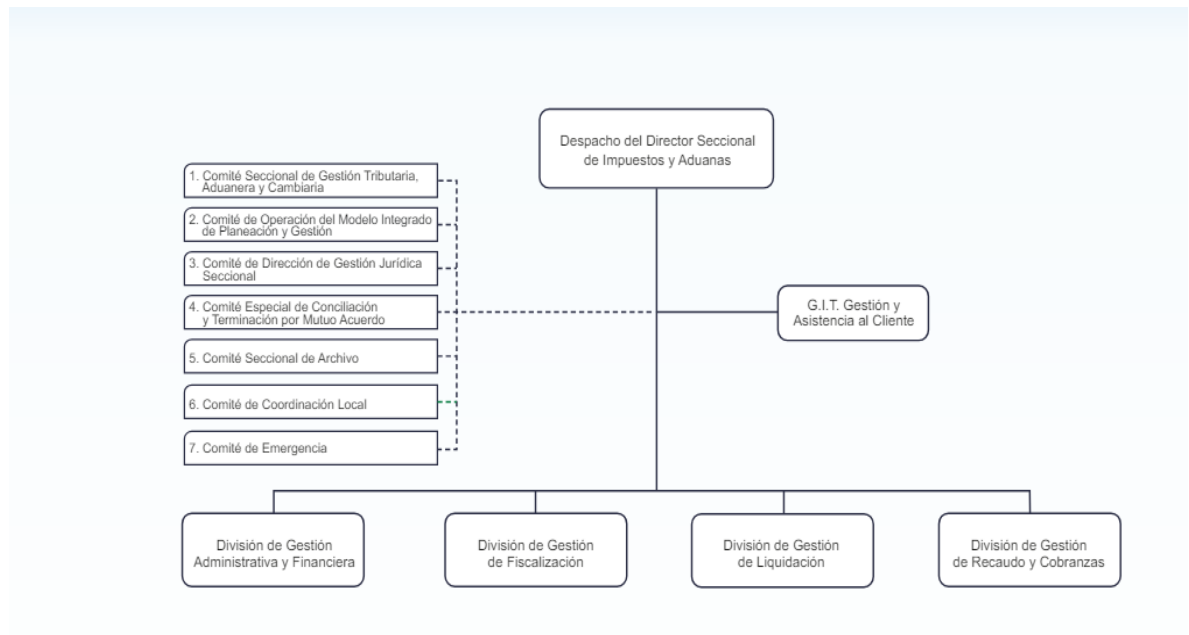 Despacho del Director Seccional
de Impuestos y Aduanas
1. Comité Seccional de Gestión Tributaria,
Aduanera y Cambiaria
2. Comité de Operación del Modelo Integrado
de Planeación y Gestión
3. Comité de Dirección de Gestión Jurídica
Seccional
4. Comité Especial de Conciliación
y Terminación por Mutuo Acuerdo
5. Comité Seccional de Archivo
6. Comité de Coordinación Local
7. Comité de Emergencia
G.I.T. Gestión y
Asistencia al Cliente
División de Gestión
Administrativa y Financiera
División de Gestión
de Fiscalización
División de Gestión
de Liquidación
División de Gestión
de Recaudo y Cobranzas